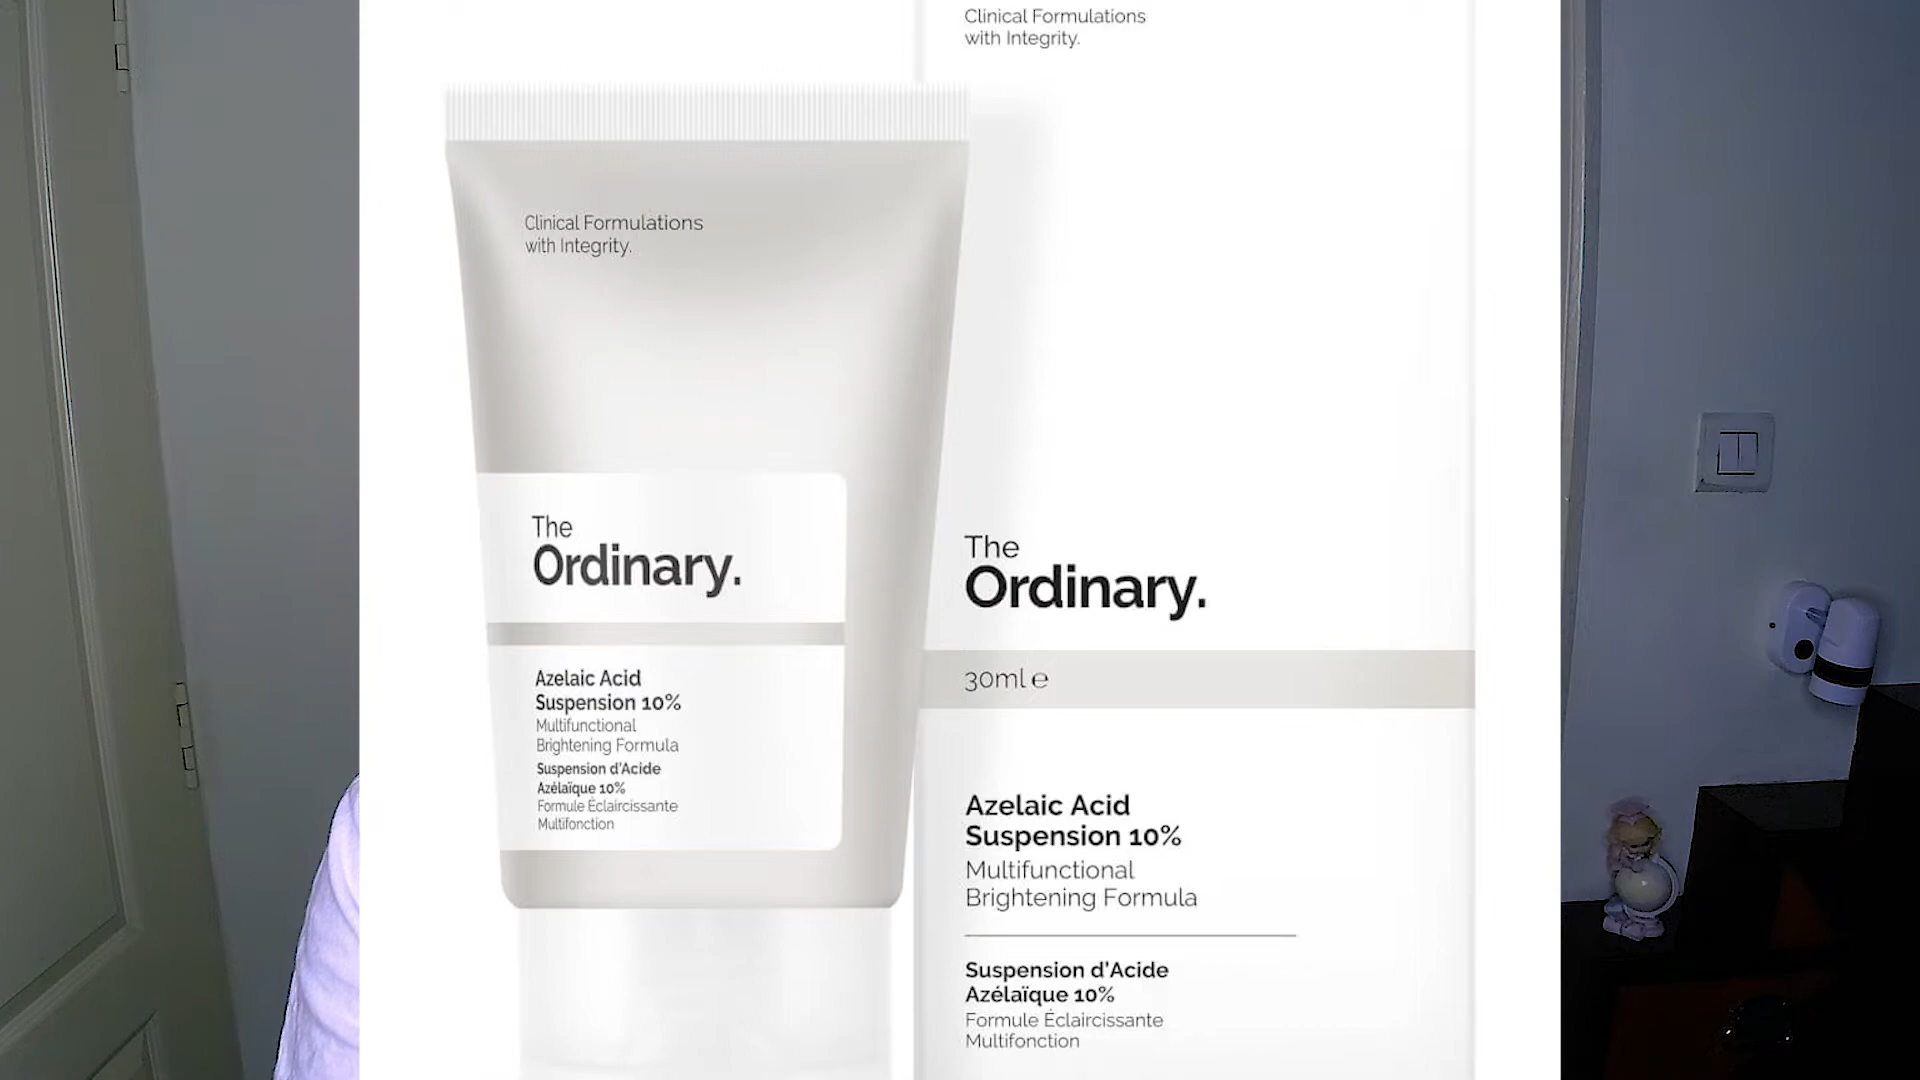 Clinical Formulations
with Integrity.
The
Ordinary.
Azelaic Acid
Suspension 10%
Multifunctional
Brightening Formula
Suspension d'Acide
Azélaïque 10%
Formule Éclaircissante
Multifonction
Clinical Formulations
with Integrity.
The
Ordinary.
30ml ℮
Azelaic Acid
Suspension 10%
Multifunctional
Brightening Formula
Suspension d'Acide
Azélaïque 10%
Formule Éclaircissante
Multifonction